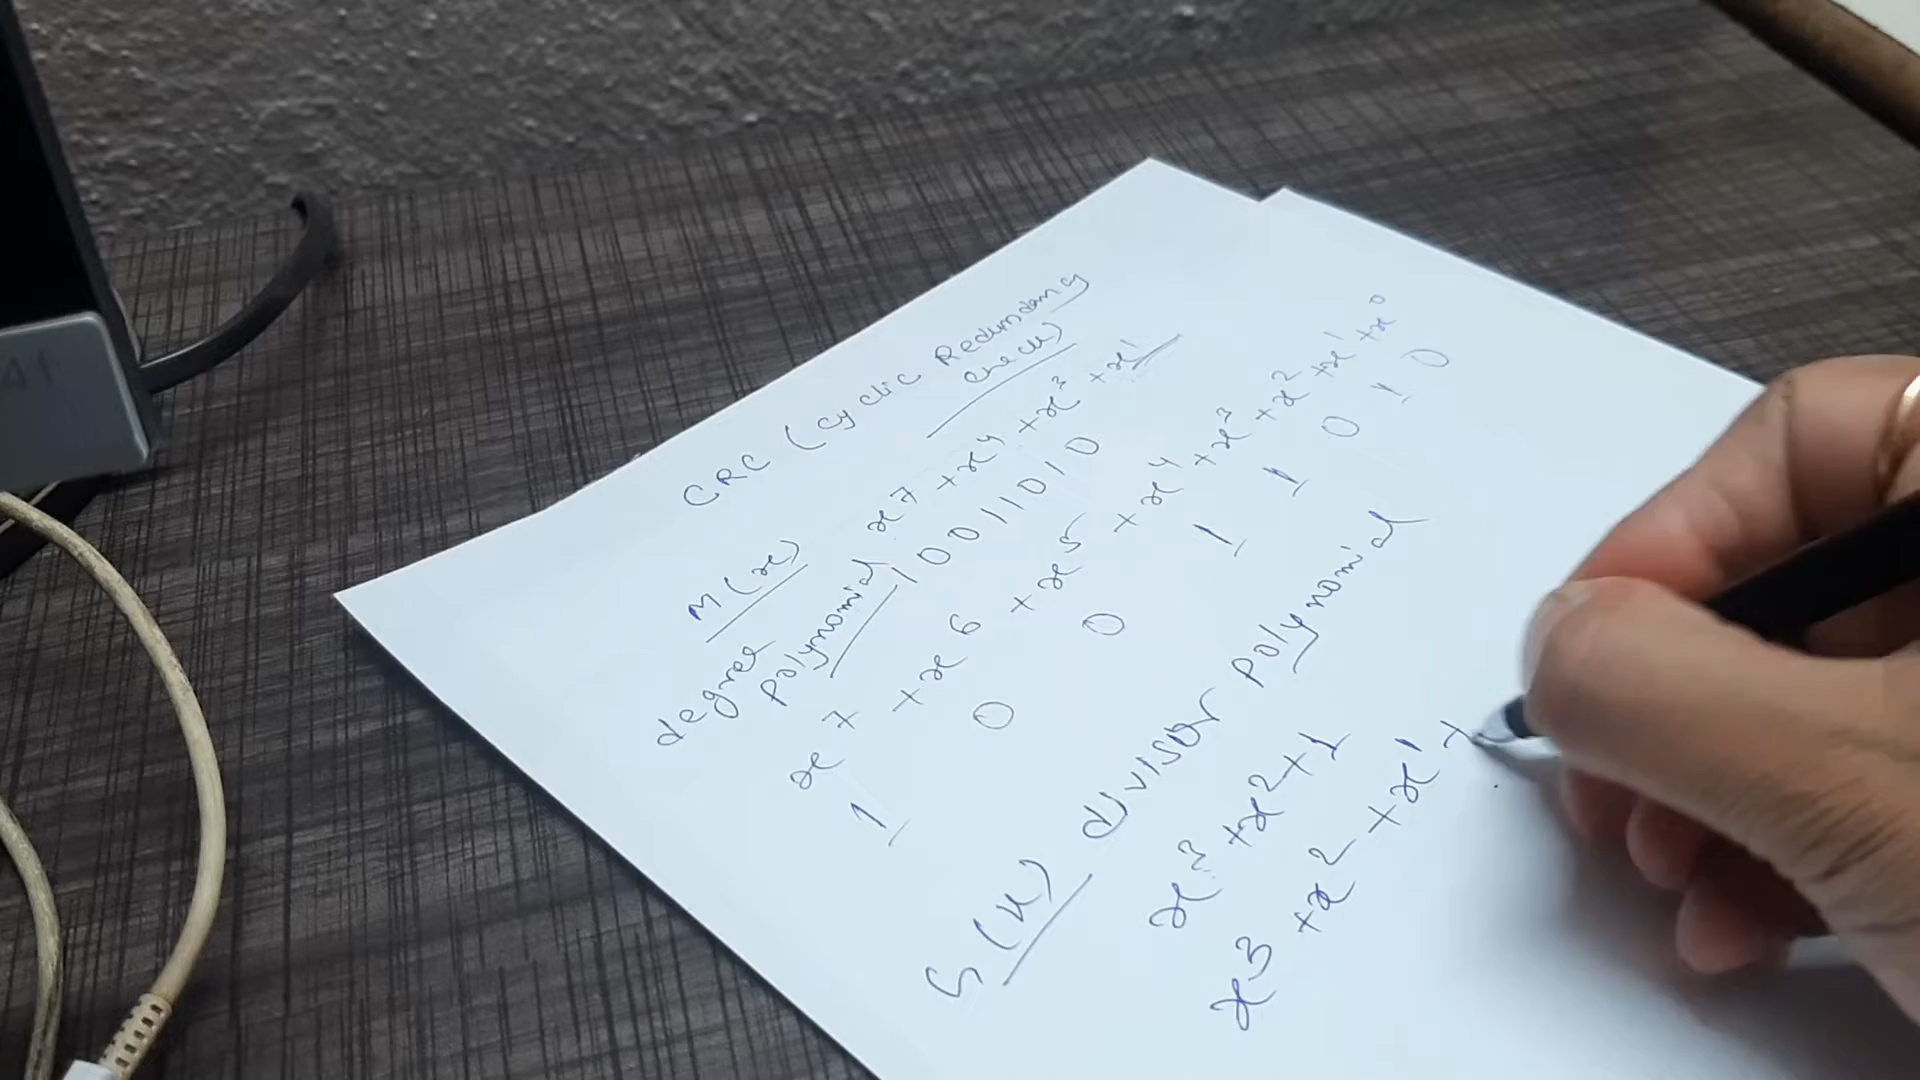 CRC (Cyclic Redundancy
Check)
M(x)
x⁷ + x⁴ + x³ + x¹
degree
polynomial
10011010
x⁷ + x⁶ + x⁵ + x⁴ + x³ + x² + x¹ + x⁰
1 0 0 1 1 0 1 0
G(x) divisor polynomial
x³ + x² + 1
x³ + x² + x¹ +